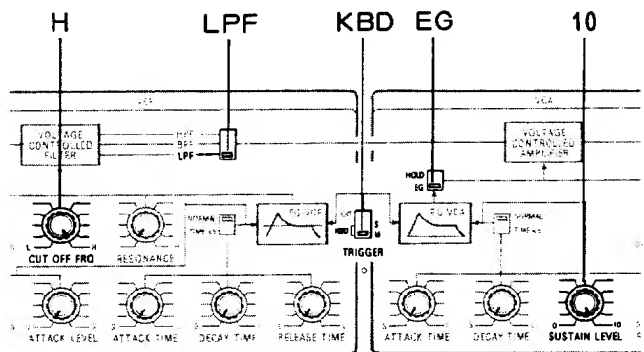 H LPF KBD EG 10
VCF VCA
VOLTAGE CONTROLLED FILTER
HPF
BPF
LPF
VOLTAGE CONTROLLED AMPLIFIER
HOLD
EG
NORMAL
TIME x 5
EG VCF
EXT
KBD
S
M
TRIGGER
EG VCA
NORMAL
TIME x 5
L H
CUT OFF FRQ
RESONANCE
ATTACK LEVEL
ATTACK TIME
DECAY TIME
RELEASE TIME
ATTACK TIME
DECAY TIME
0 10
SUSTAIN LEVEL